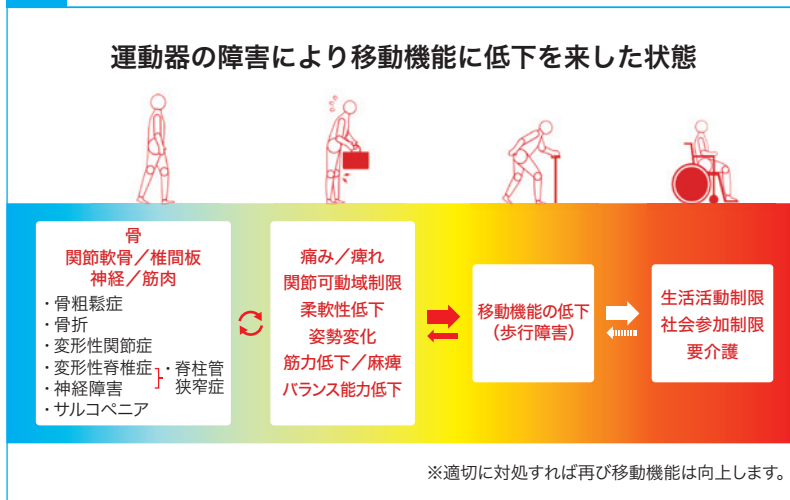 運動器の障害により移動機能に低下を来した状態
骨
関節軟骨／椎間板
神経／筋肉
・骨粗鬆症
・骨折
・変形性関節症
・変形性脊椎症
・神経障害
・脊柱管
狭窄症
・サルコペニア
痛み／痺れ
関節可動域制限
柔軟性低下
姿勢変化
筋力低下／麻痺
バランス能力低下
移動機能の低下
（歩行障害）
生活活動制限
社会参加制限
要介護
※適切に対処すれば再び移動機能は向上します。